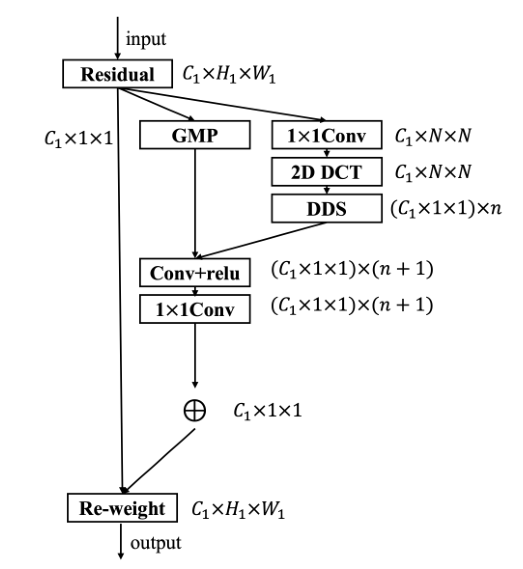 input
Residual C₁×H₁×W₁
C₁×1×1 GMP 1×1Conv C₁×N×N
2D DCT C₁×N×N
DDS (C₁×1×1)×n
Conv+relu (C₁×1×1)×(n + 1)
1×1Conv (C₁×1×1)×(n + 1)
⊕ C₁×1×1
Re-weight C₁×H₁×W₁
output